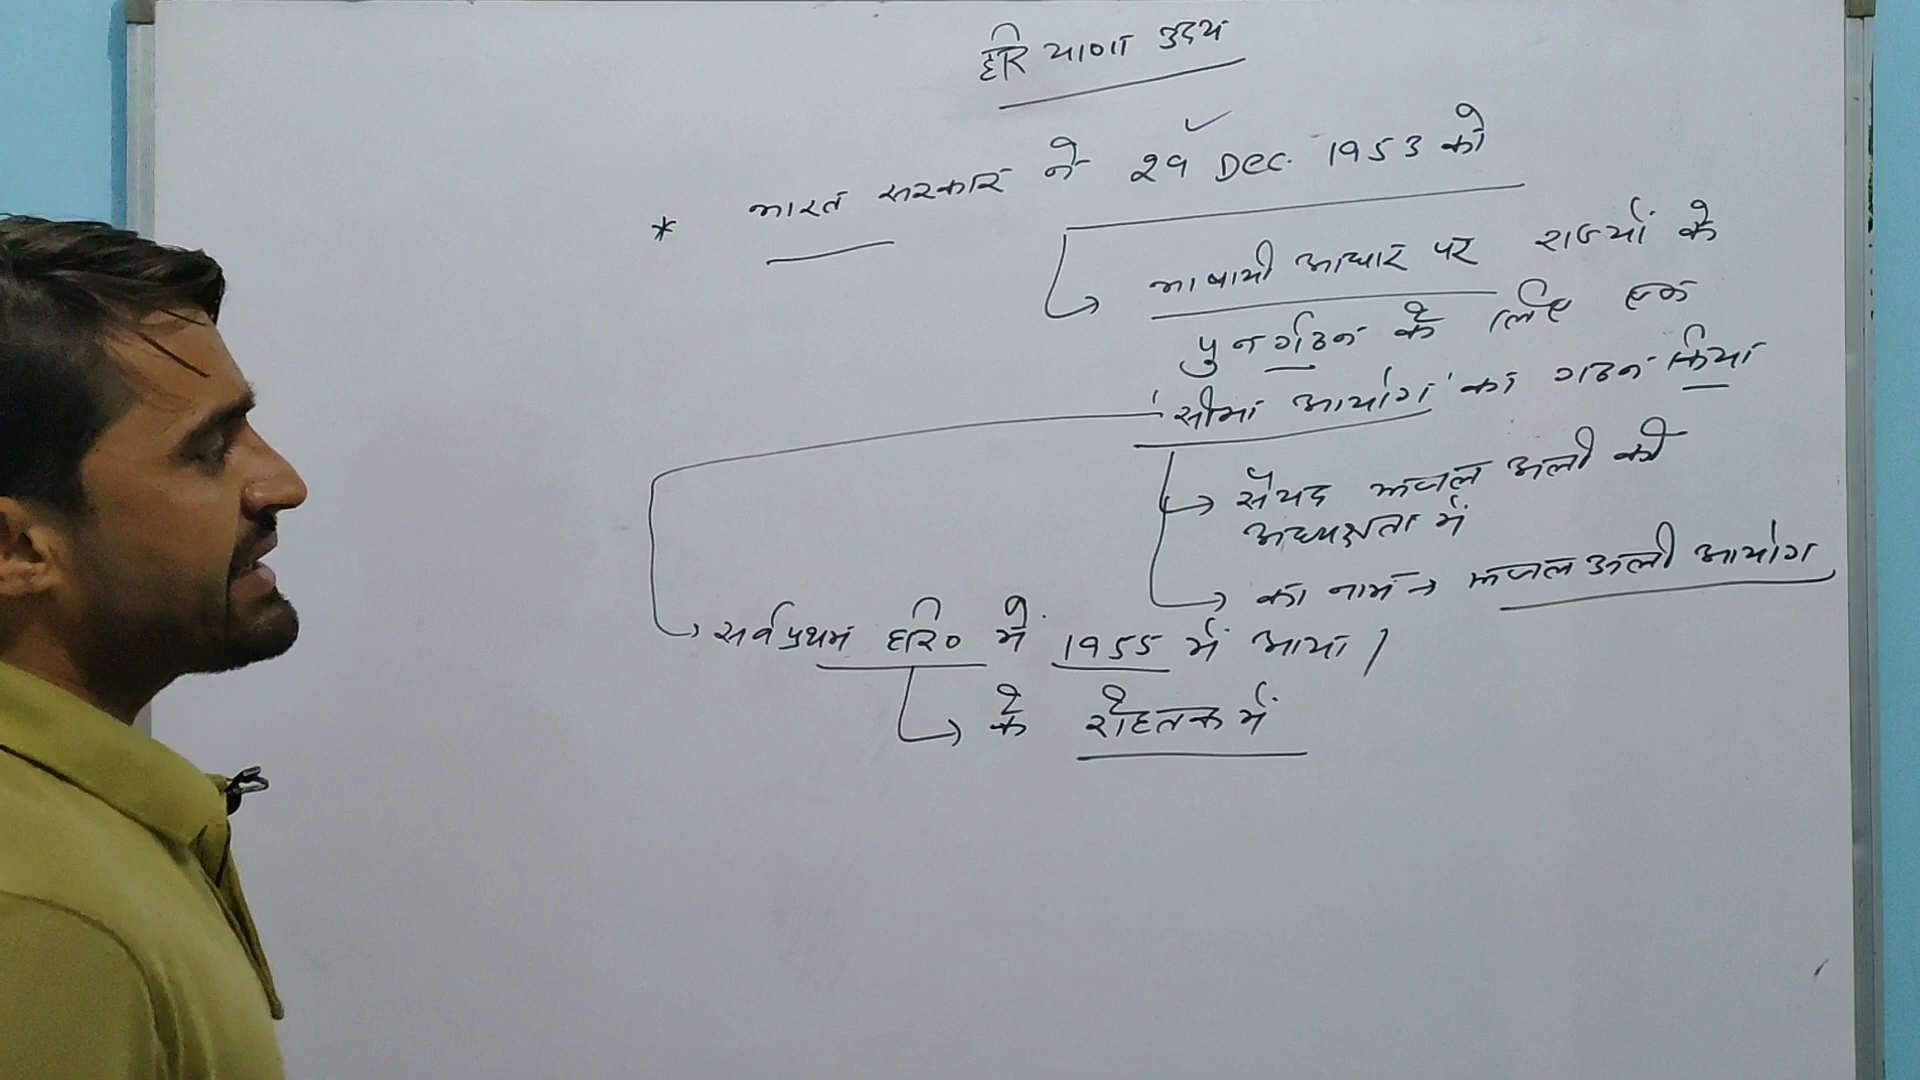 हरियाणा उदय
* भारत सरकार ने 29 Dec. 1953 को
भाषायी आधार पर राज्यों के
पुनर्गठन के लिए एक
'सीमा आयोग' का गठन किया
सैयद फजल अली की
अध्यक्षता में
का नाम → फजल अली आयोग
सर्वप्रथम हरि० में 1955 में आया।
के रोहतक में